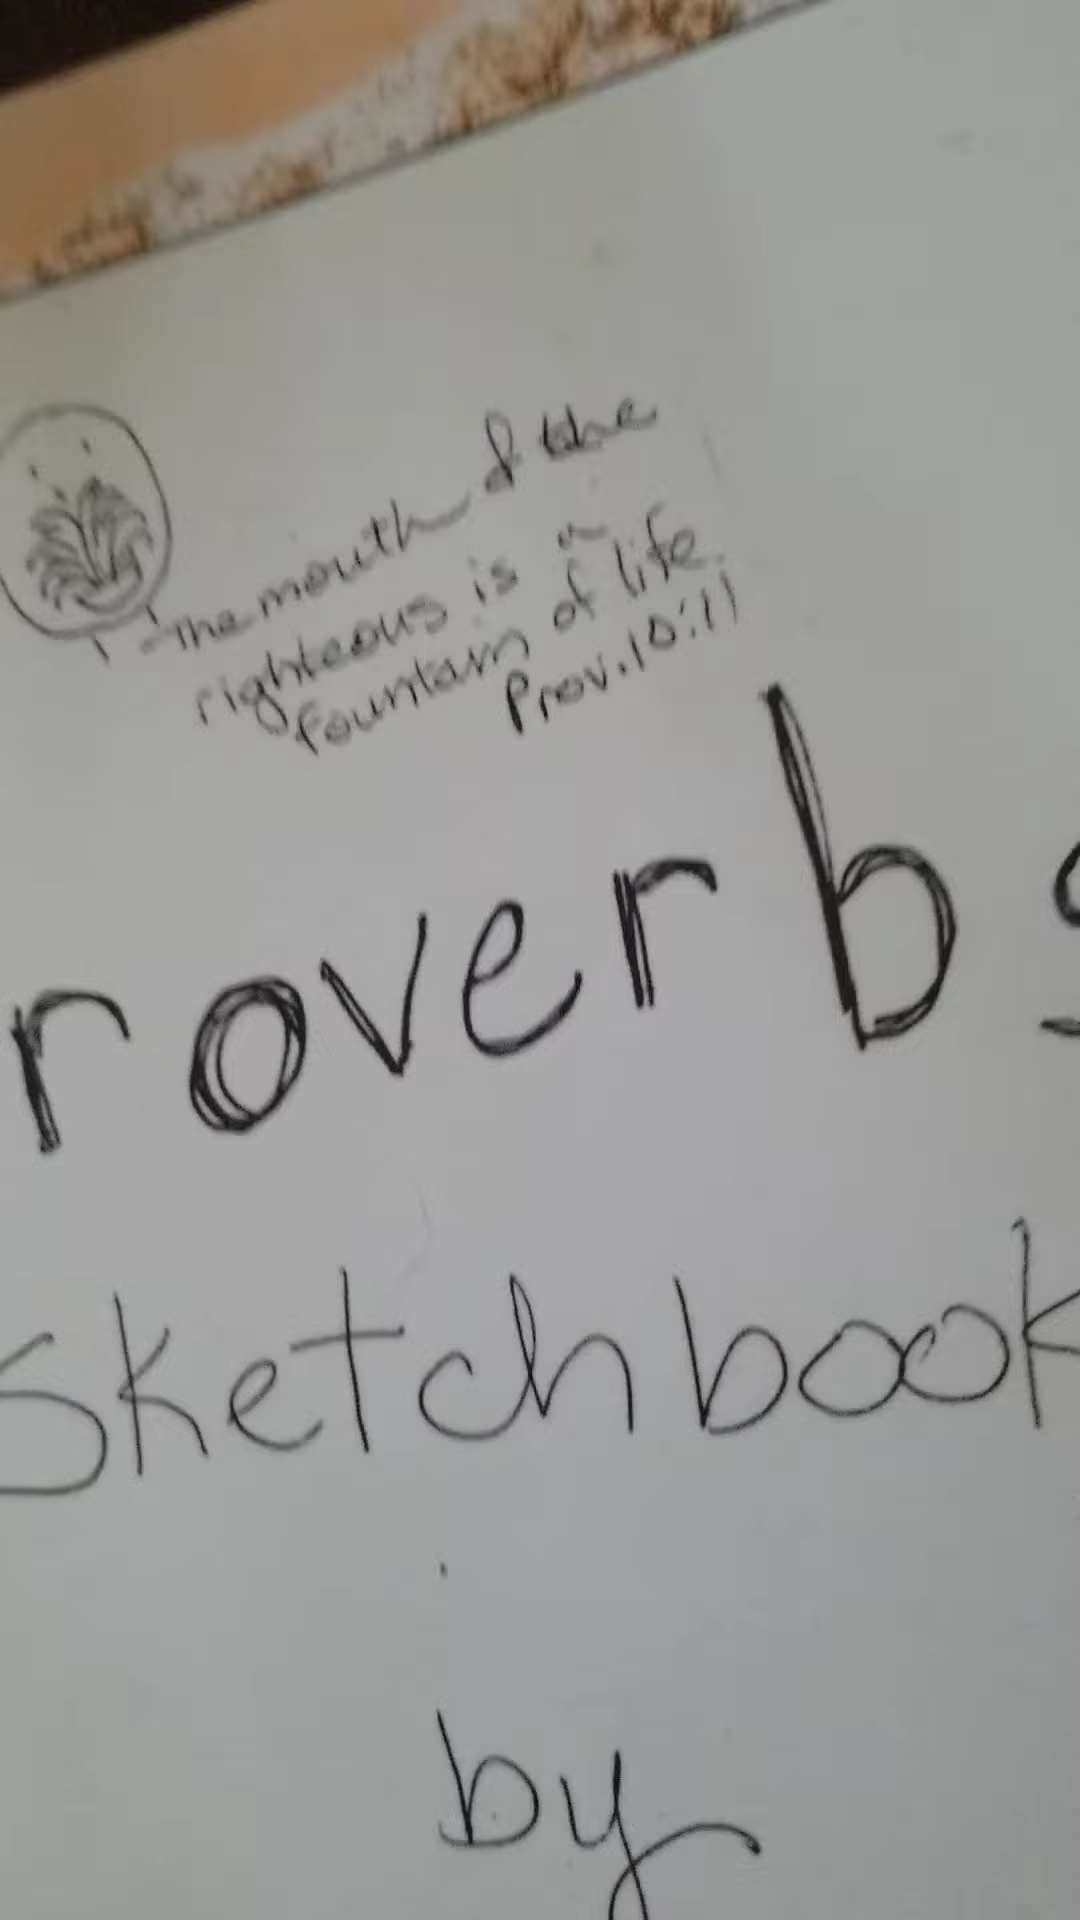 The mouth of the
righteous is a
fountain of life.
Prov. 10:11
roverbs
Sketchbook
by